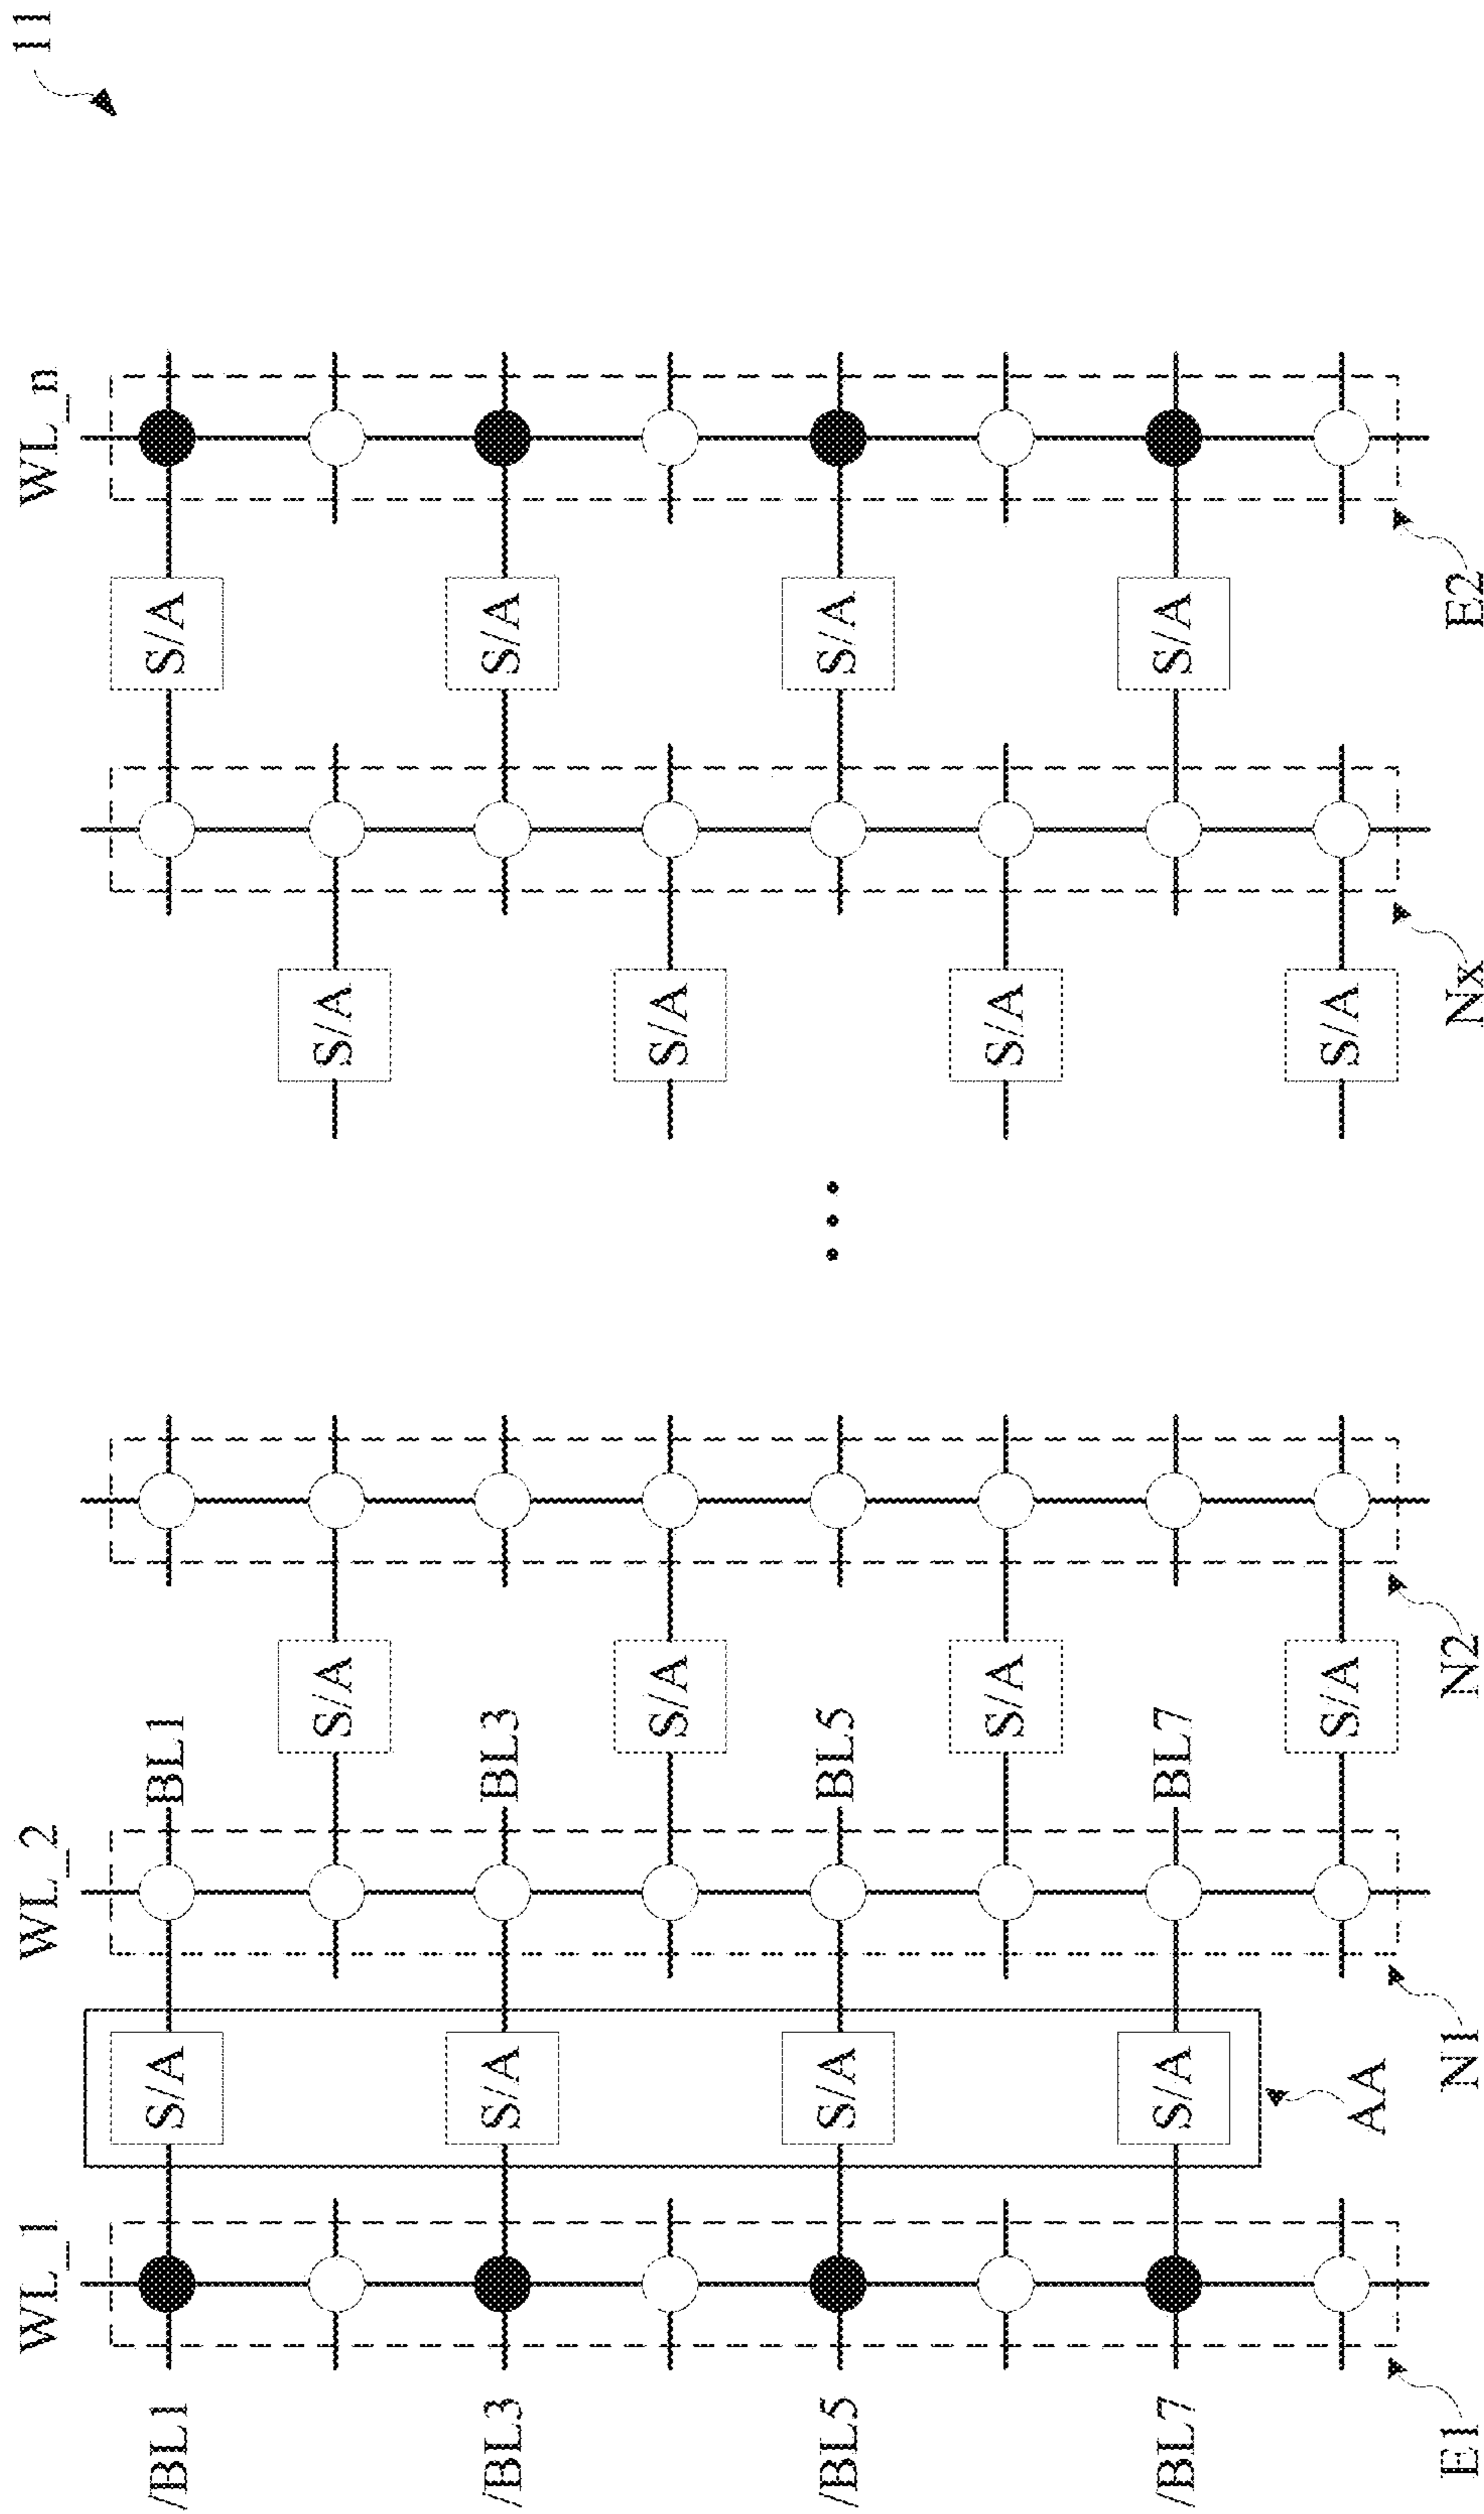 WL_1 WL_2 WL_n 11
/BL1 S/A BL1 S/A
S/A S/A
/BL3 S/A BL3 S/A
S/A S/A
/BL5 S/A BL5 S/A
S/A S/A
/BL7 S/A BL7 S/A
S/A S/A
AA
E1 N1 N2 Nx E2